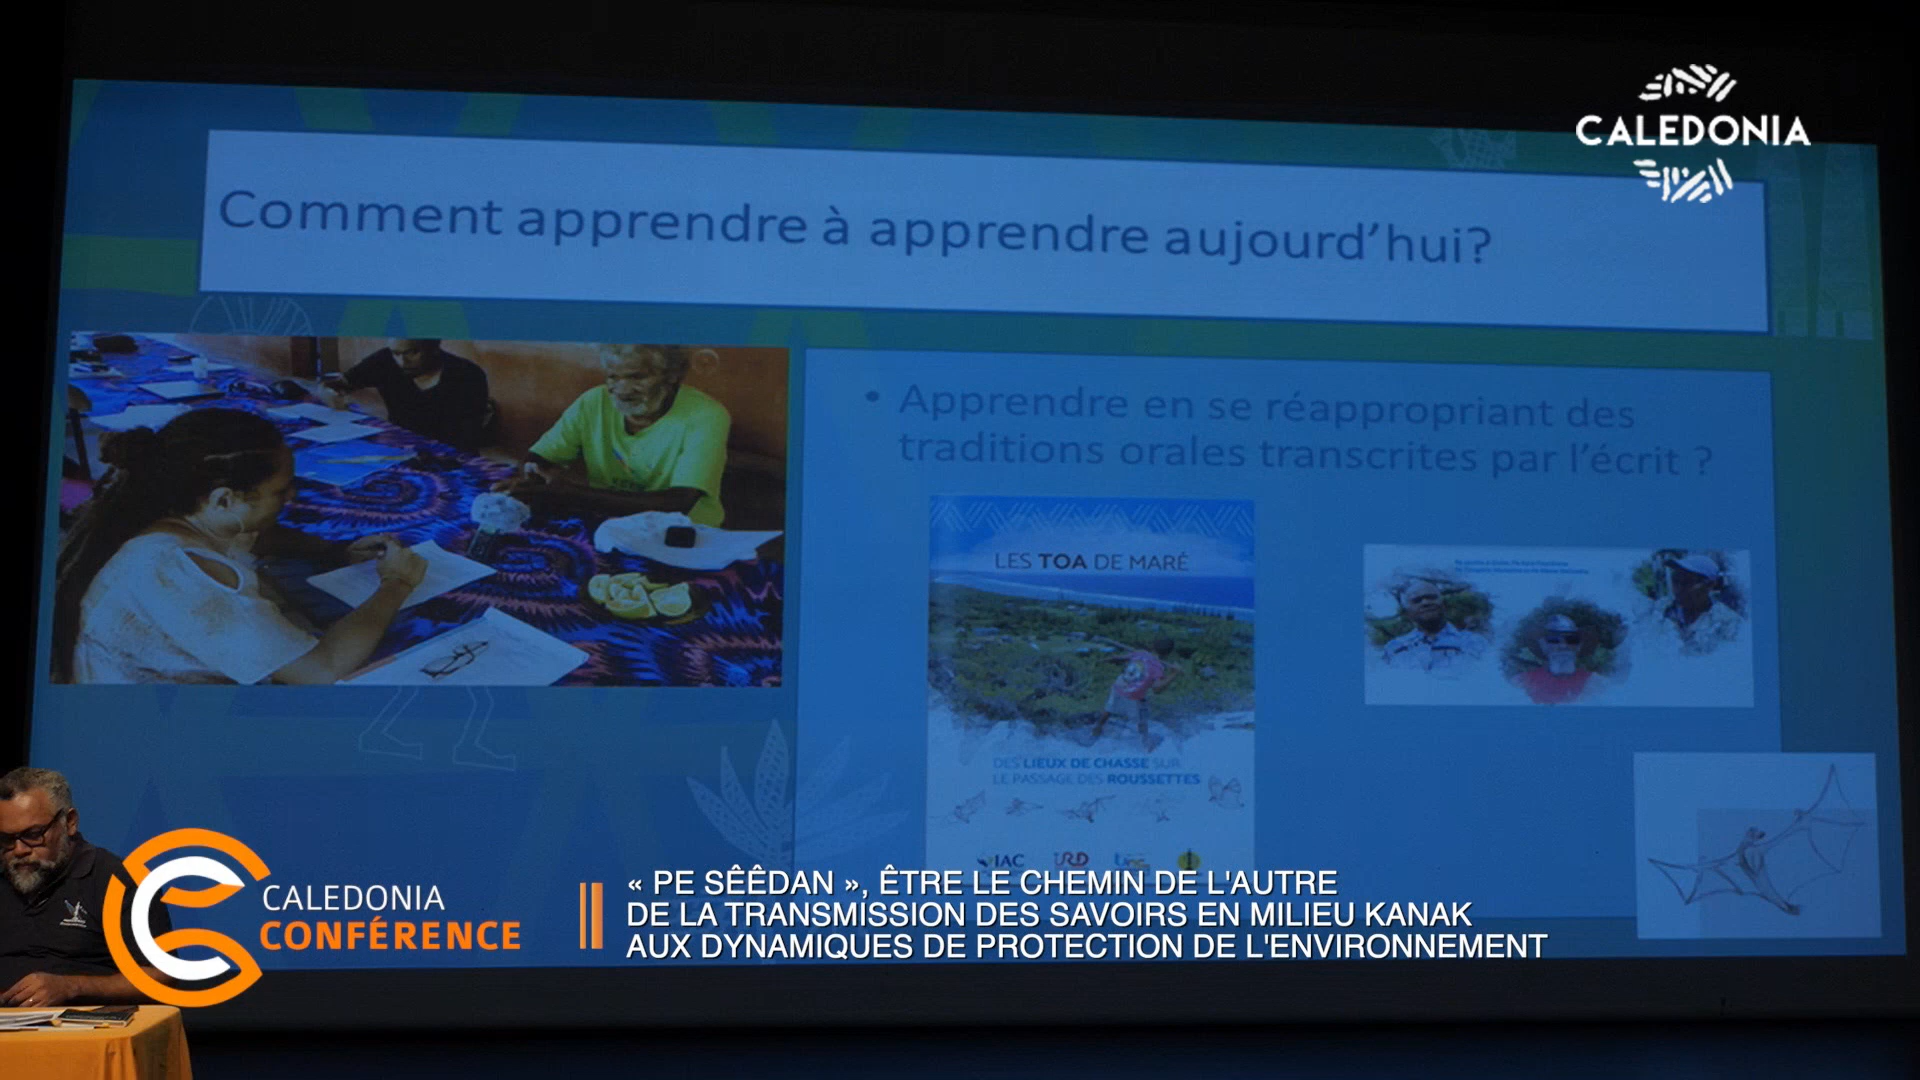 CALEDONIA
Comment apprendre à apprendre aujourd'hui?
• Apprendre en se réappropriant des
traditions orales transcrites par l'écrit ?
LES TOA DE MARÉ
DES LIEUX DE CHASSE SUR
LE PASSAGE DES ROUSSETTES
IAC
IRD
CALEDONIA
CONFÉRENCE
« PE SÊÊDAN », ÊTRE LE CHEMIN DE L'AUTRE
DE LA TRANSMISSION DES SAVOIRS EN MILIEU KANAK
AUX DYNAMIQUES DE PROTECTION DE L'ENVIRONNEMENT